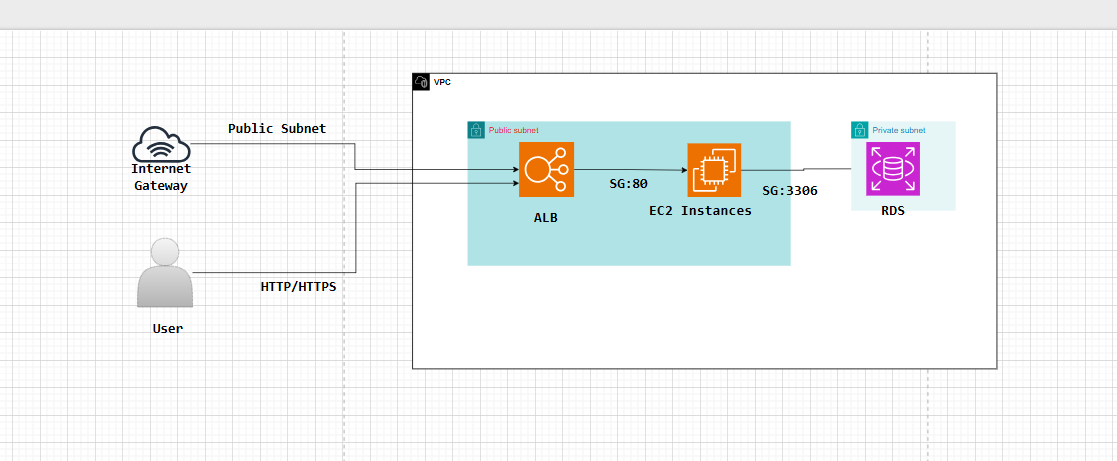 VPC
Public Subnet
Public subnet
Private subnet
Internet
Gateway
SG:80
SG:3306
EC2 Instances
RDS
ALB
HTTP/HTTPS
User